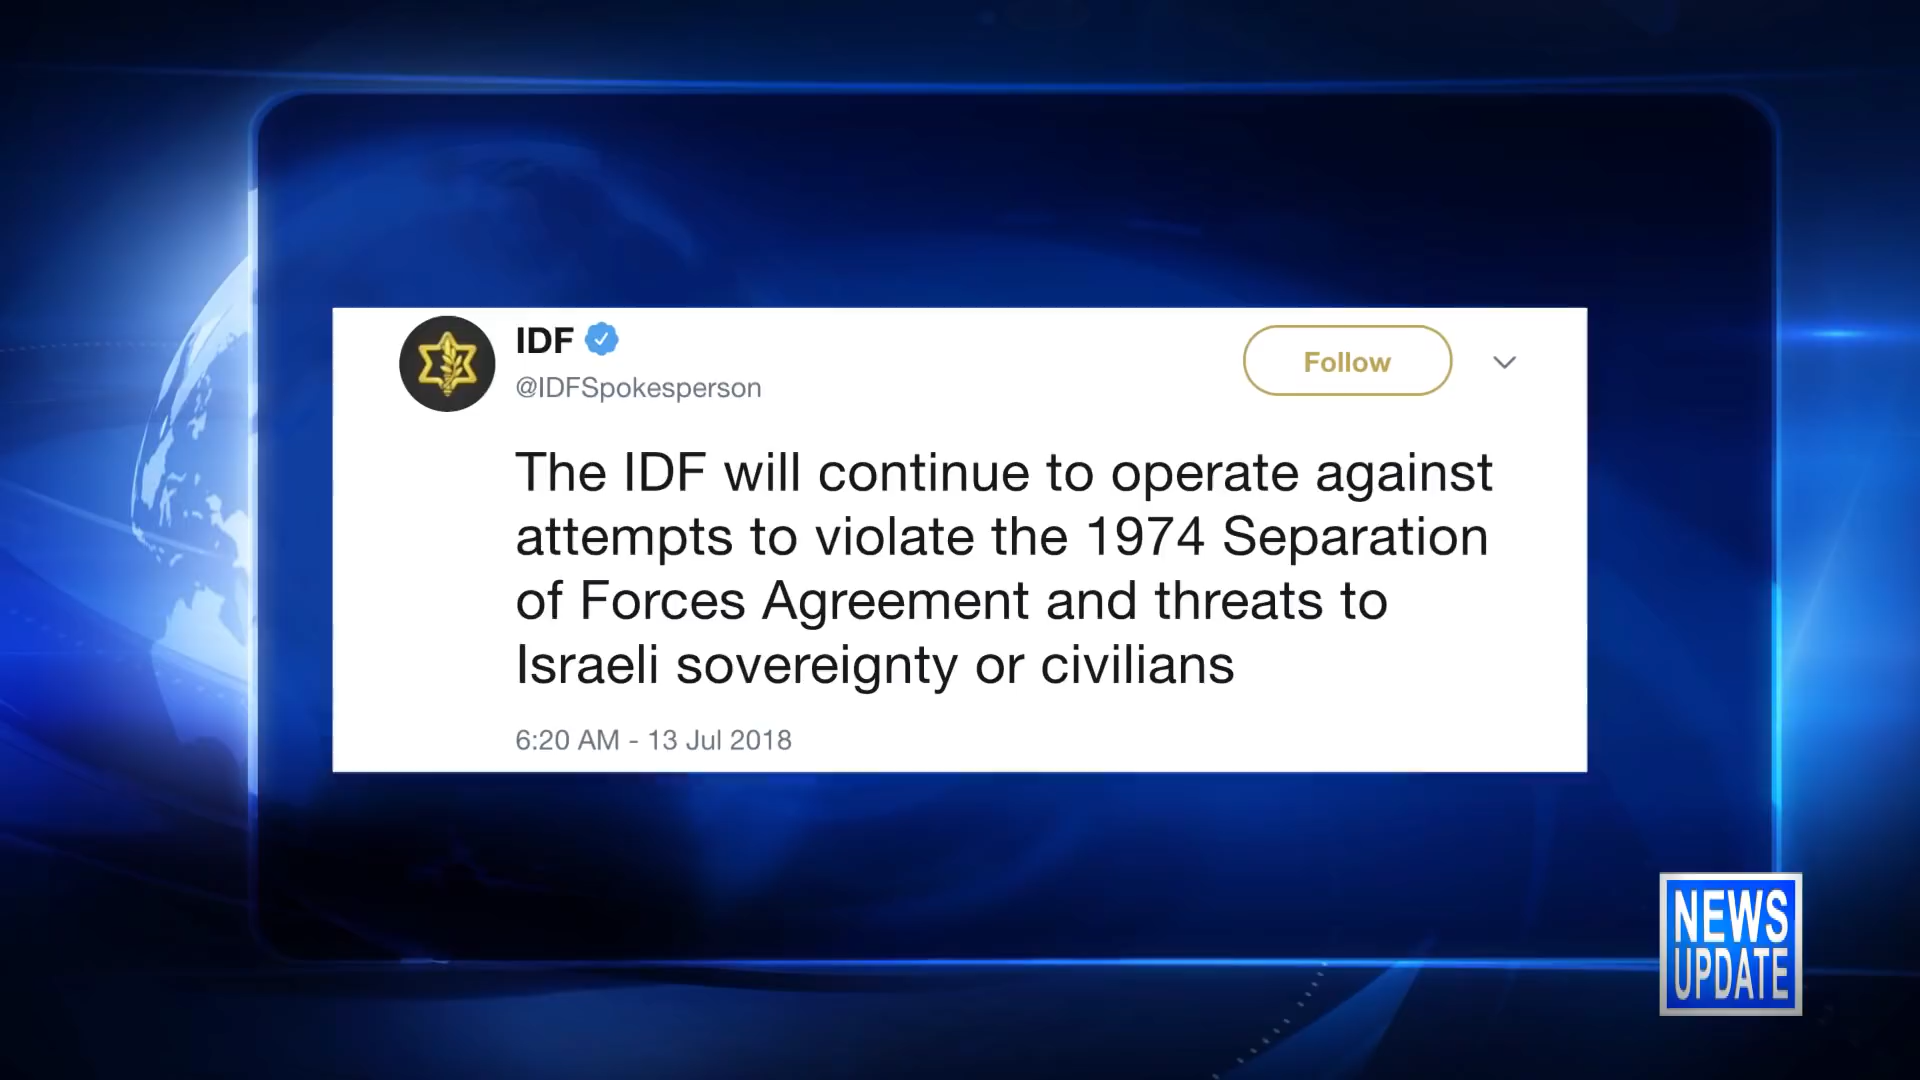 IDF
@IDFSpokesperson
Follow
The IDF will continue to operate against
attempts to violate the 1974 Separation
of Forces Agreement and threats to
Israeli sovereignty or civilians
6:20 AM - 13 Jul 2018
NEWS
UPDATE